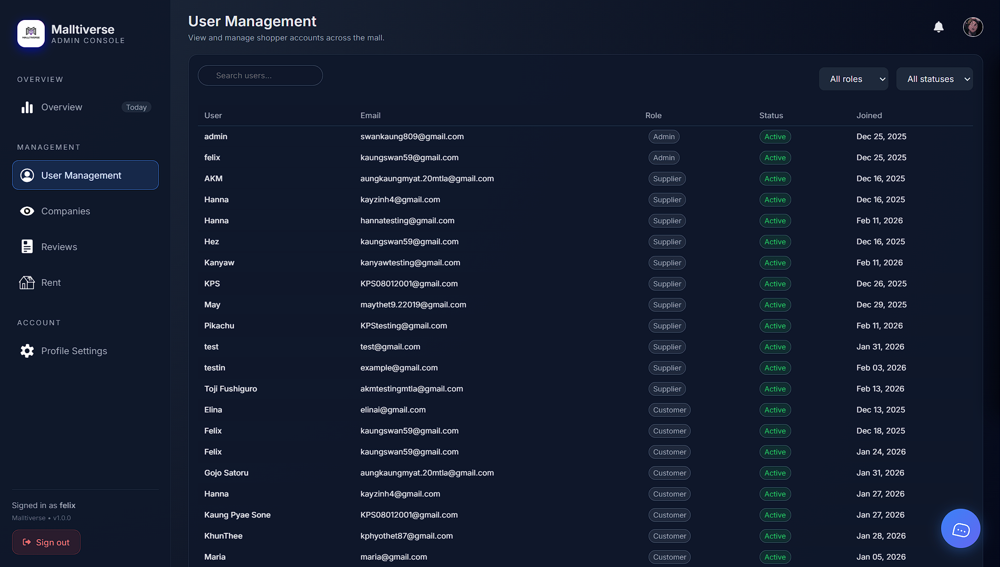 MALLTIVERSE
Malltiverse
ADMIN CONSOLE
OVERVIEW
Overview Today
MANAGEMENT
User Management
Companies
Reviews
Rent
ACCOUNT
Profile Settings
Signed in as felix
Malltiverse • v1.0.0
Sign out
User Management
View and manage shopper accounts across the mall.
Search users... All roles All statuses
User Email Role Status Joined
admin swankaung809@gmail.com Admin Active Dec 25, 2025
felix kaungswan59@gmail.com Admin Active Dec 25, 2025
AKM aungkaungmyat.20mtla@gmail.com Supplier Active Dec 16, 2025
Hanna kayzinh4@gmail.com Supplier Active Dec 16, 2025
Hanna hannatesting@gmail.com Supplier Active Feb 11, 2026
Hez kaungswan59@gmail.com Supplier Active Dec 16, 2025
Kanyaw kanyawtesting@gmail.com Supplier Active Feb 11, 2026
KPS KPS08012001@gmail.com Supplier Active Dec 26, 2025
May maythet9.22019@gmail.com Supplier Active Dec 29, 2025
Pikachu KPStesting@gmail.com Supplier Active Feb 11, 2026
test test@gmail.com Supplier Active Jan 31, 2026
testin example@gmail.com Supplier Active Feb 03, 2026
Toji Fushiguro akmtestingmtla@gmail.com Supplier Active Feb 13, 2026
Elina elinai@gmail.com Customer Active Dec 13, 2025
Felix kaungswan59@gmail.com Customer Active Dec 18, 2025
Felix kaungswan59@gmail.com Customer Active Jan 24, 2026
Gojo Satoru aungkaungmyat.20mtla@gmail.com Customer Active Jan 31, 2026
Hanna kayzinh4@gmail.com Customer Active Jan 27, 2026
Kaung Pyae Sone KPS08012001@gmail.com Customer Active Jan 27, 2026
KhunThee kphyothet87@gmail.com Customer Active Jan 28, 2026
Maria maria@gmail.com Customer Active Jan 05, 2026